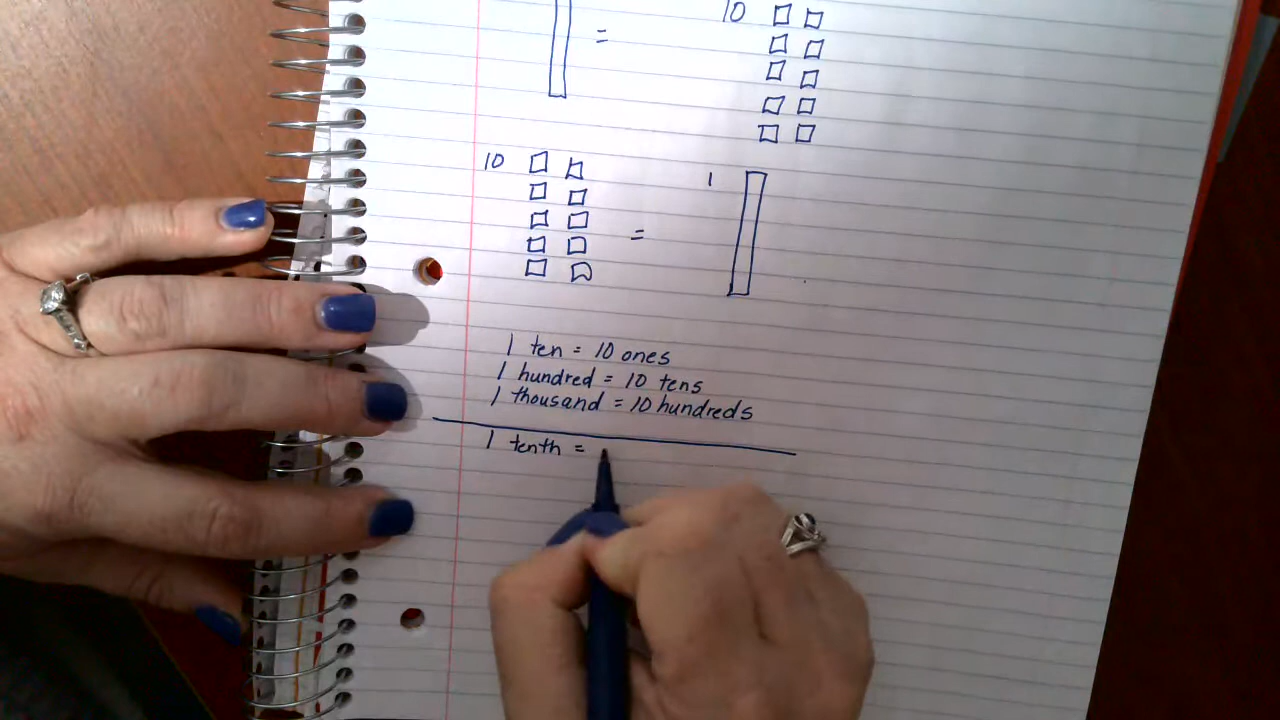 =
10
10
=
1
1 ten = 10 ones
1 hundred = 10 tens
1 thousand = 10 hundreds
1 tenth =